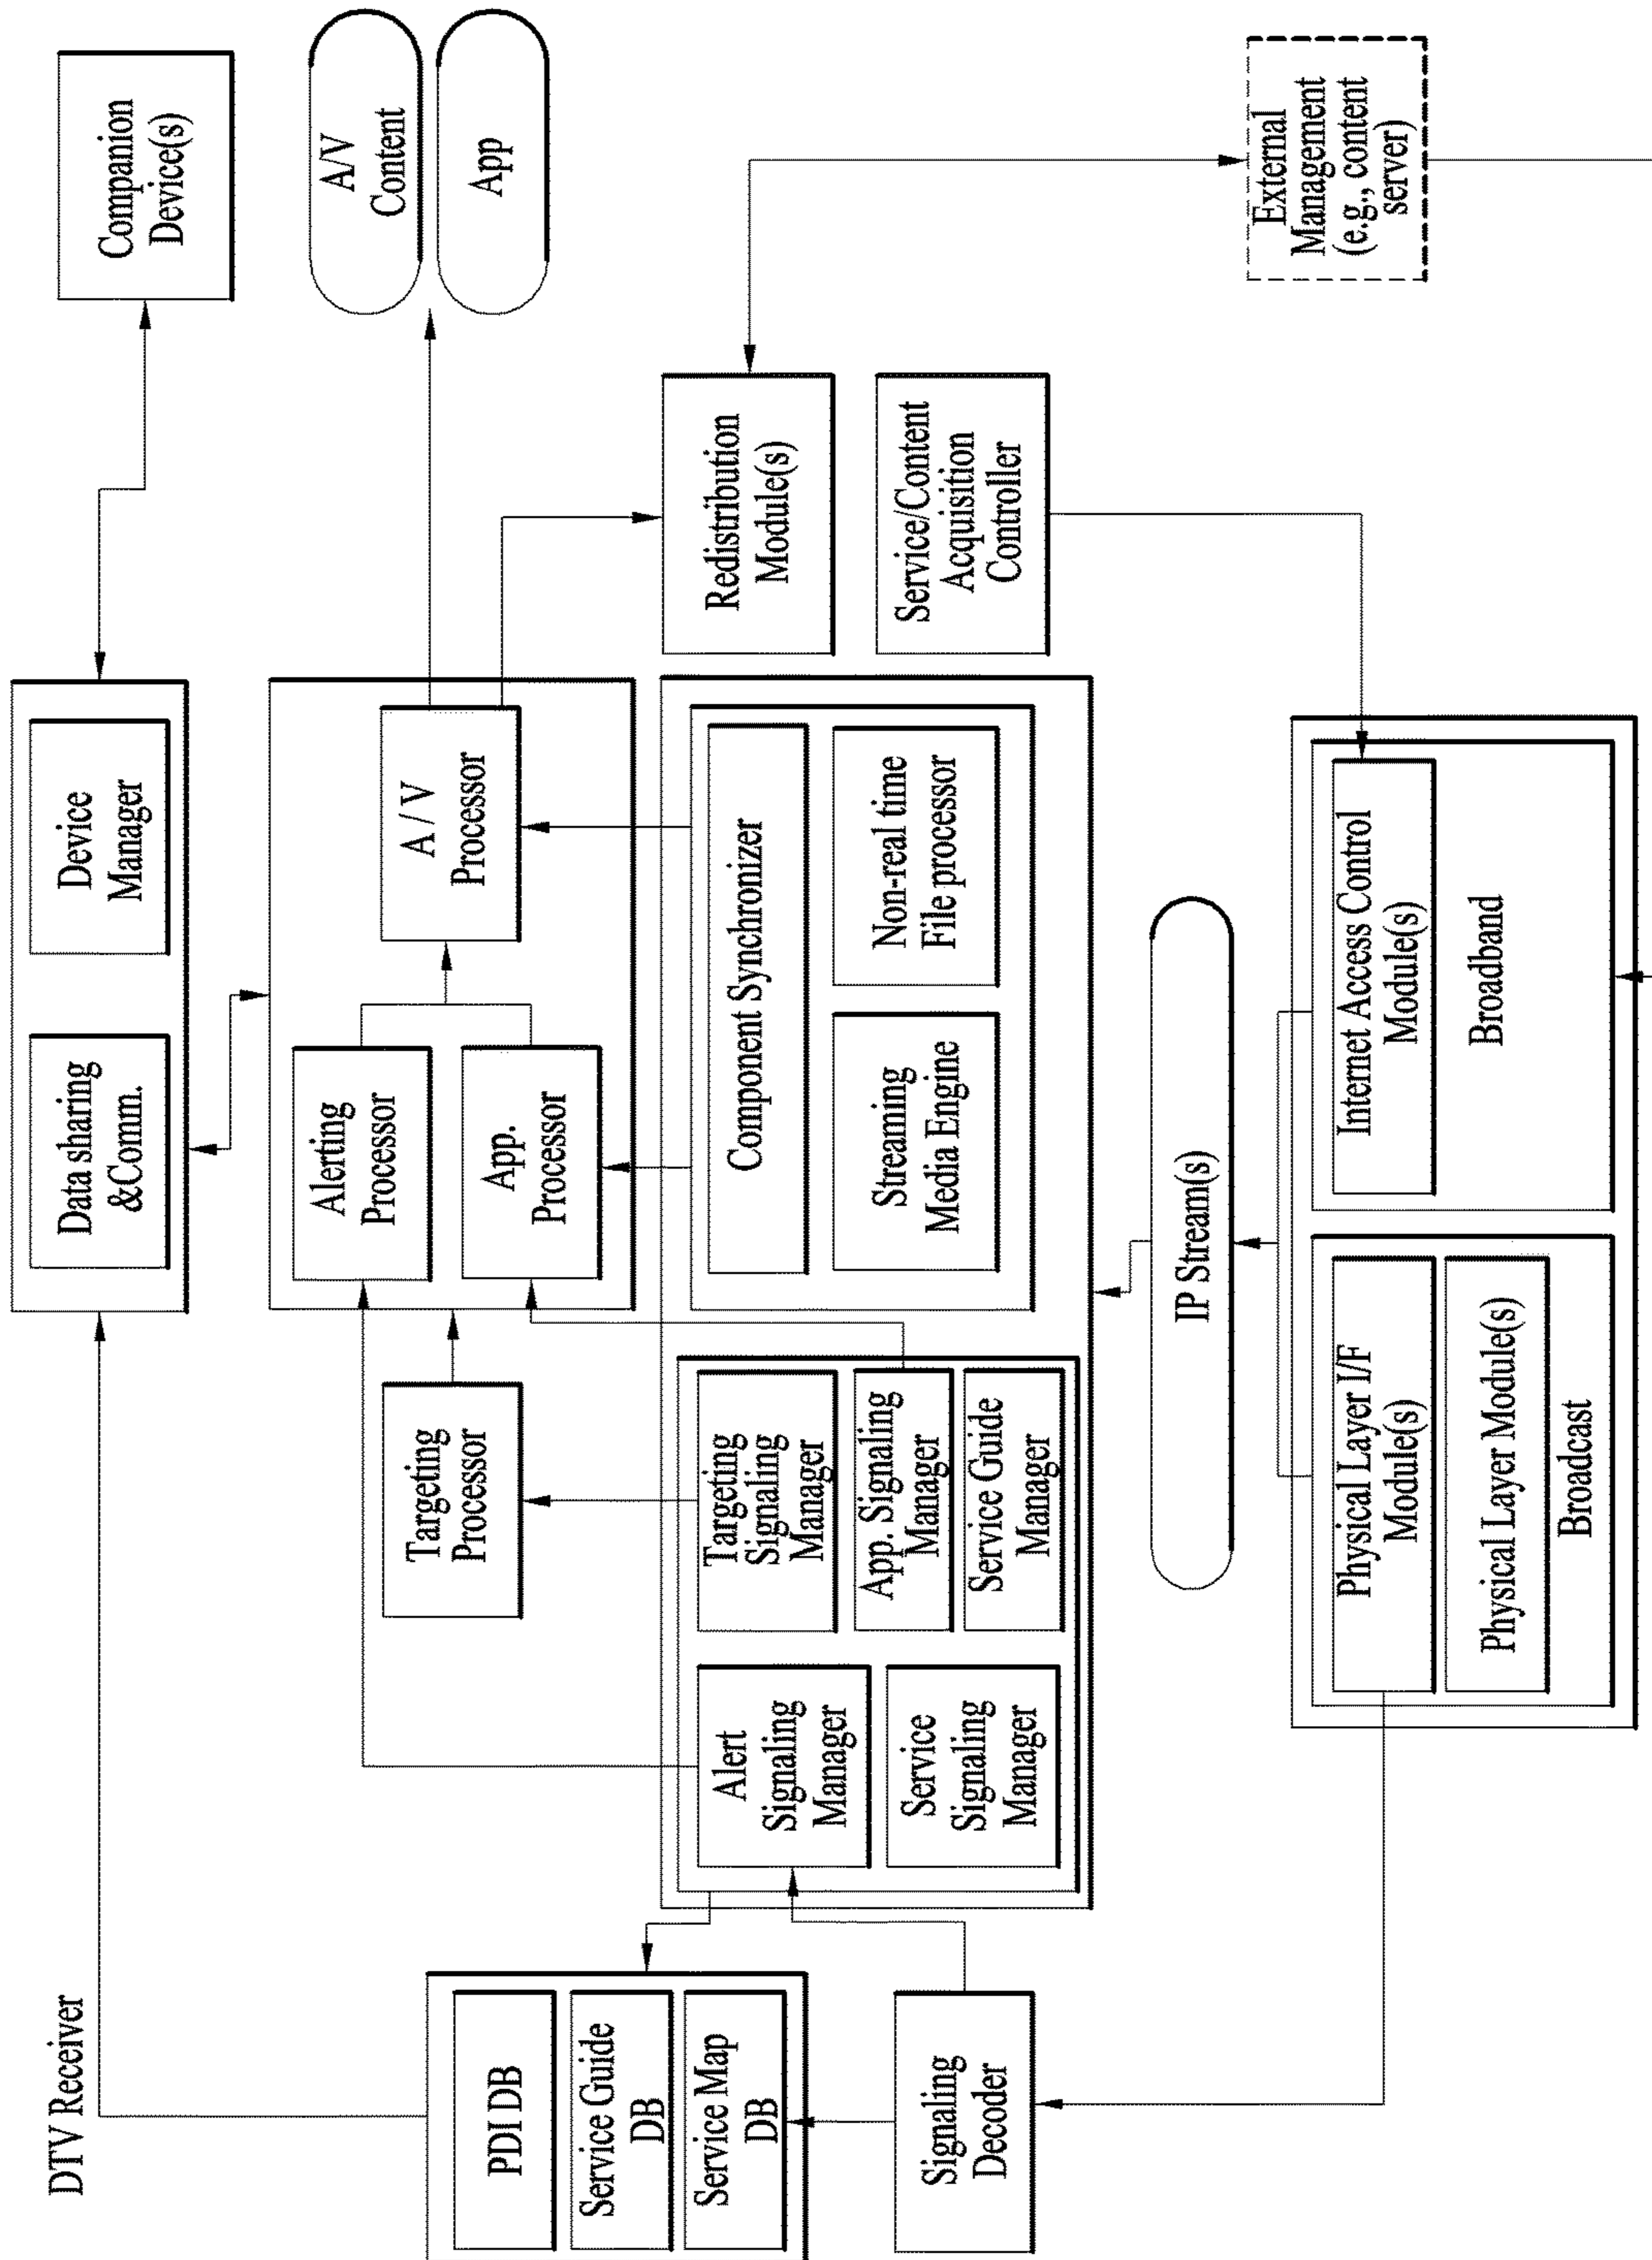 DTV Receiver
PDI DB
Service Guide
DB
Service Map
DB
Signaling
Decoder
Data sharing
&Comm.
Device
Manager
Companion
Device(s)
Targeting
Processor
Alerting
Processor
App.
Processor
A / V
Processor
A/V
Content
App
Alert
Signaling
Manager
Service
Signaling
Manager
Targeting
Signaling
Manager
App. Signaling
Manager
Service Guide
Manager
Component Synchronizer
Streaming
Media Engine
Non-real time
File processor
Redistribution
Module(s)
Service/Content
Acquisition
Controller
IP Stream(s)
Physical Layer I/F
Module(s)
Physical Layer Module(s)
Broadcast
Internet Access Control
Module(s)
Broadband
External
Management
(e.g., content
server)